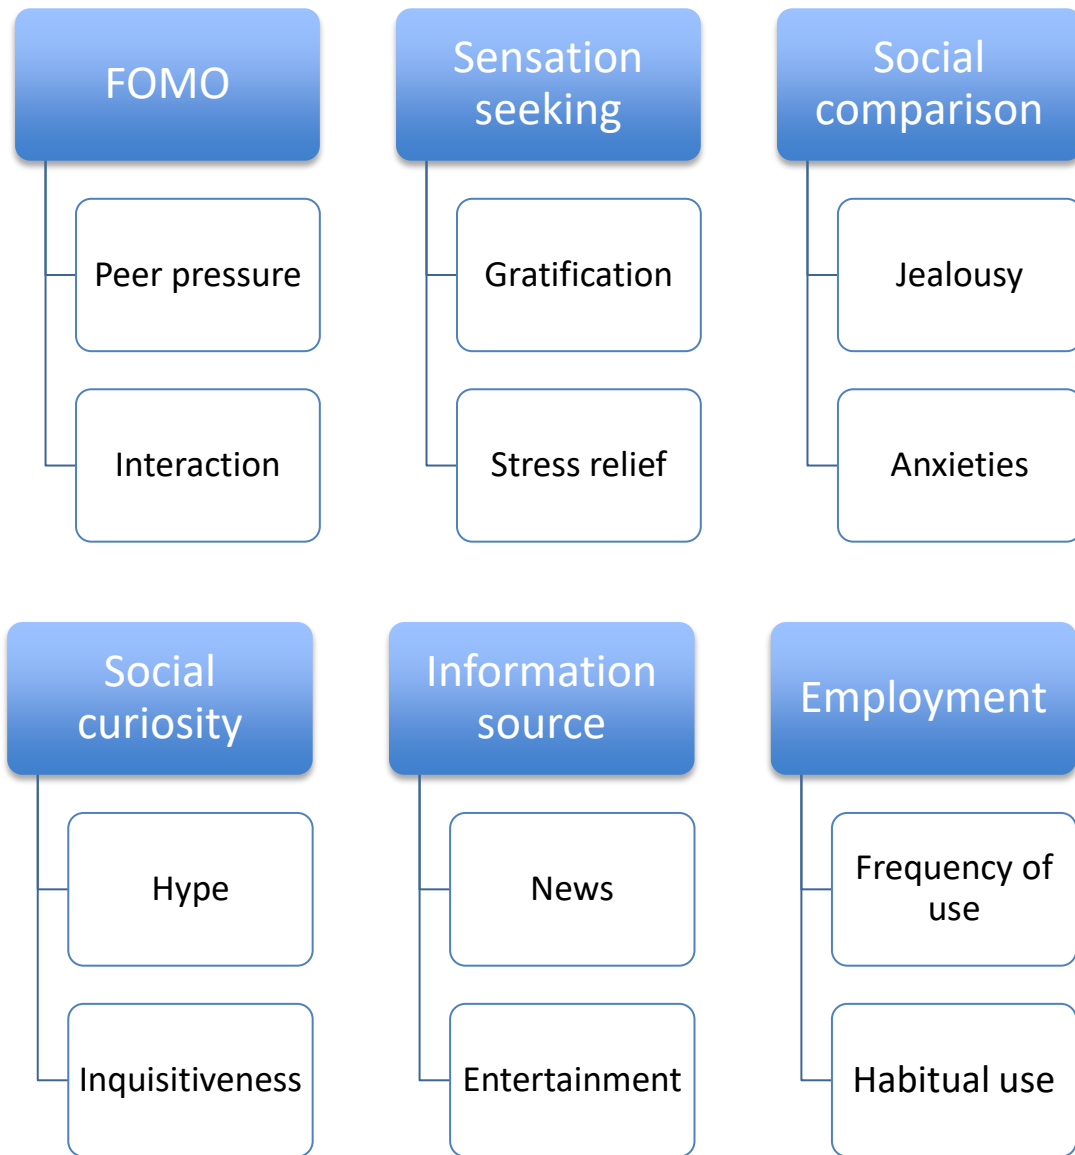 FOMO
Peer pressure
Interaction
Sensation
seeking
Gratification
Stress relief
Social
comparison
Jealousy
Anxieties
Social
curiosity
Hype
Inquisitiveness
Information
source
News
Entertainment
Employment
Frequency of
use
Habitual use